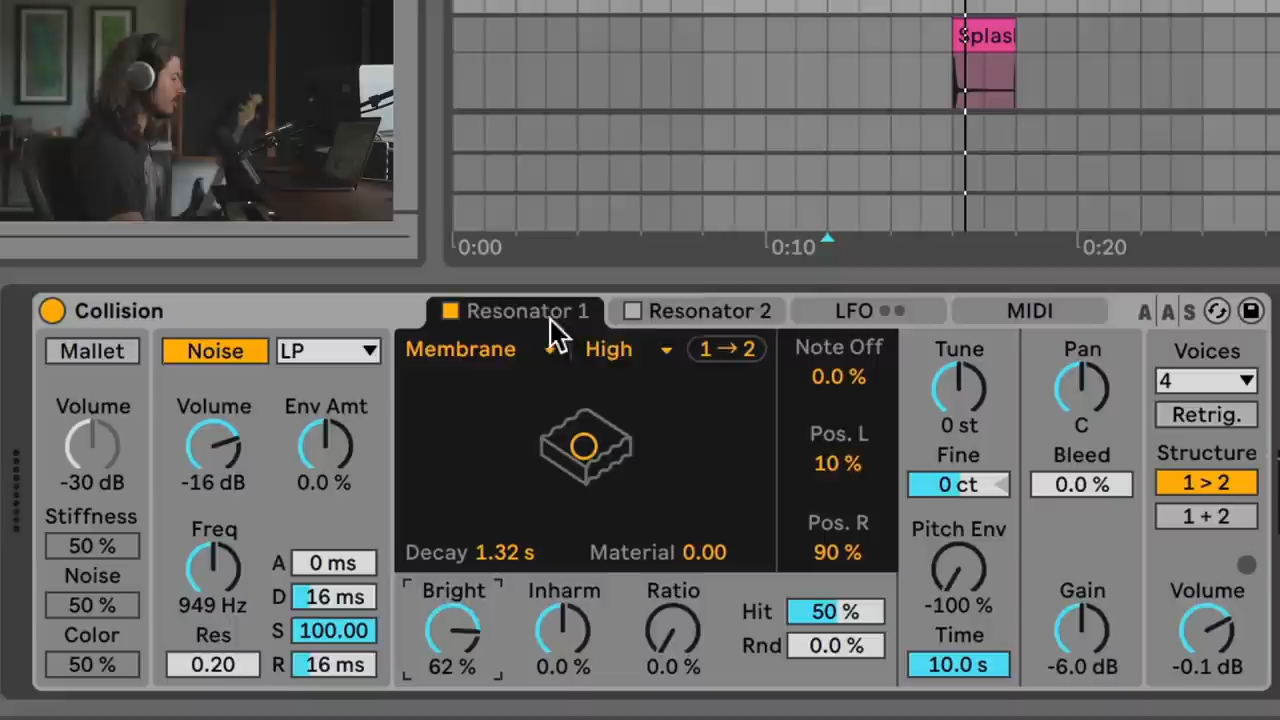 Splas
0:00
0:10
0:20
Collision
Resonator 1
Resonator 2
LFO
MIDI
A A S
Mallet
Volume
-30 dB
Stiffness
50 %
Noise
50 %
Color
50 %
Noise
LP
Volume
-16 dB
Env Amt
0.0 %
Freq
949 Hz
Res
0.20
A 0 ms
D 16 ms
S 100.00
R 16 ms
Membrane
High
1→2
Decay 1.32 s
Material 0.00
Note Off
0.0 %
Pos. L
10 %
Pos. R
90 %
Bright
62 %
Inharm
0.0 %
Ratio
0.0 %
Hit 50 %
Rnd 0.0 %
Tune
0 st
Fine
0 ct
Pitch Env
-100 %
Time
10.0 s
Pan
C
Bleed
0.0 %
Gain
-6.0 dB
Voices
4
Retrig.
Structure
1 > 2
1 + 2
Volume
-0.1 dB